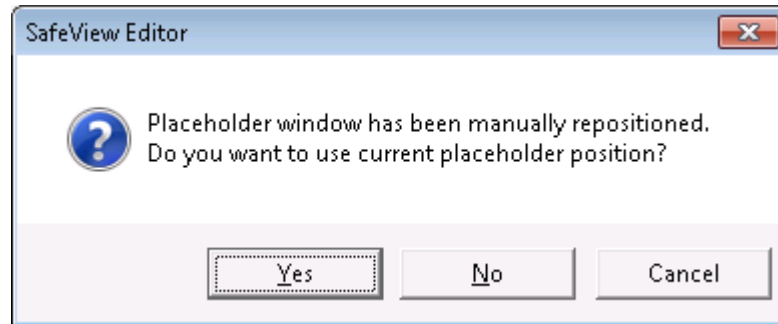 SafeView Editor
Placeholder window has been manually repositioned.
Do you want to use current placeholder position?
Yes No Cancel